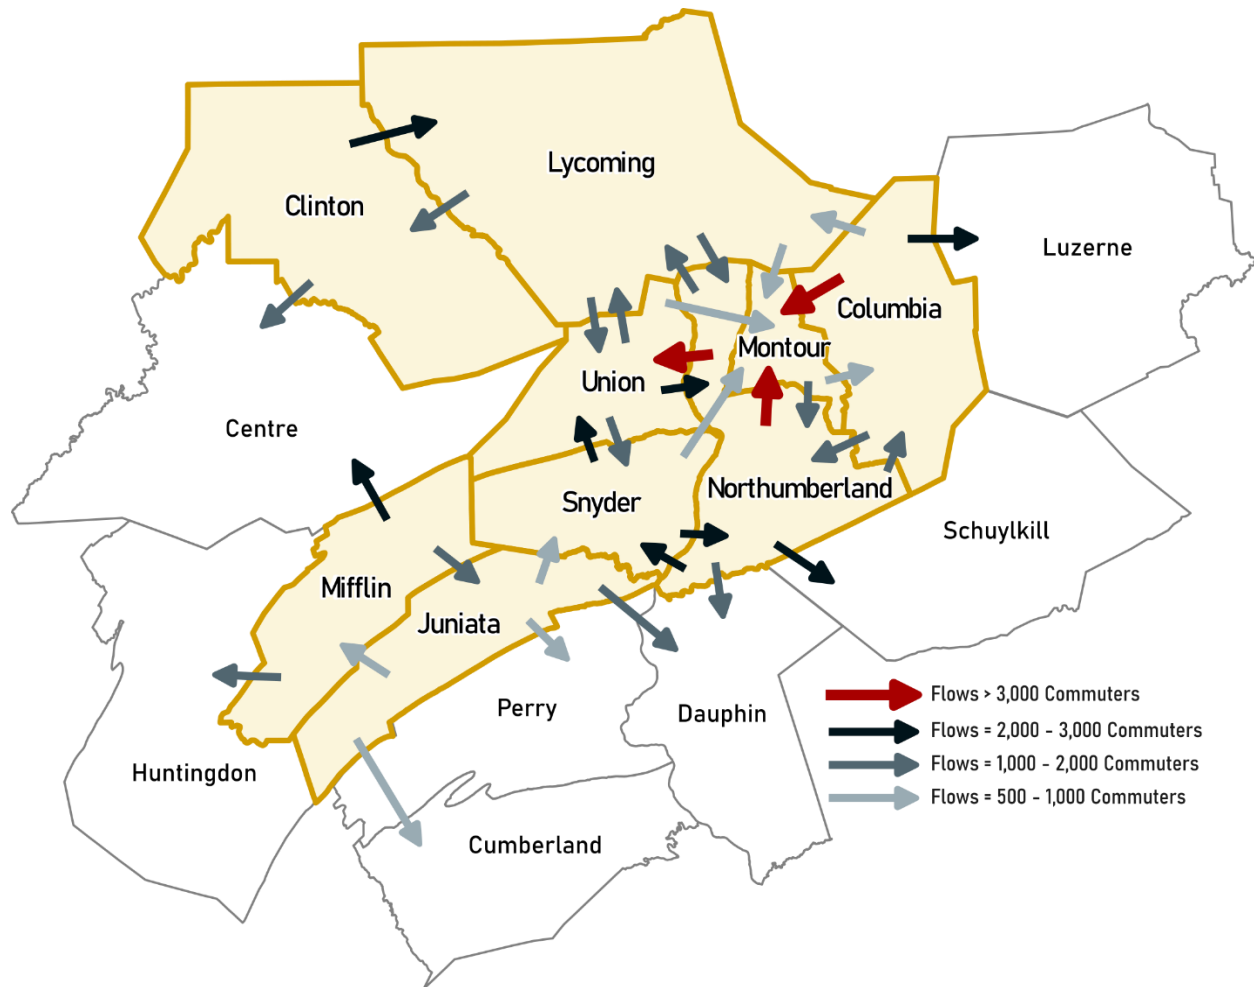 Lycoming
Clinton
Luzerne
Columbia
Montour
Union
Centre
Northumberland
Snyder
Schuylkill
Mifflin
Juniata
Perry
Dauphin
Huntingdon
Cumberland
Flows > 3,000 Commuters
Flows = 2,000 - 3,000 Commuters
Flows = 1,000 - 2,000 Commuters
Flows = 500 - 1,000 Commuters